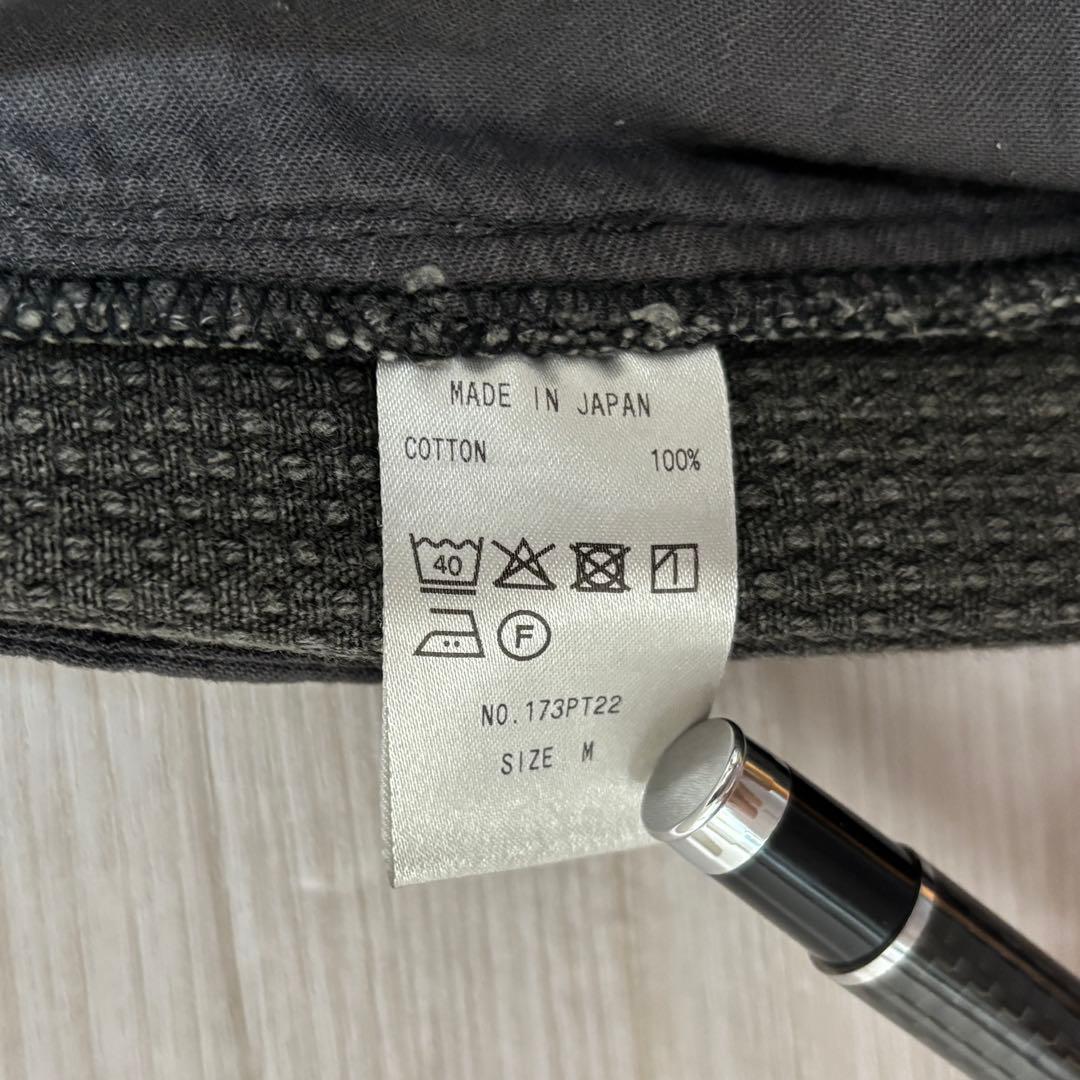 MADE IN JAPAN
COTTON 100%
40
F
NO.173PT22
SIZE M